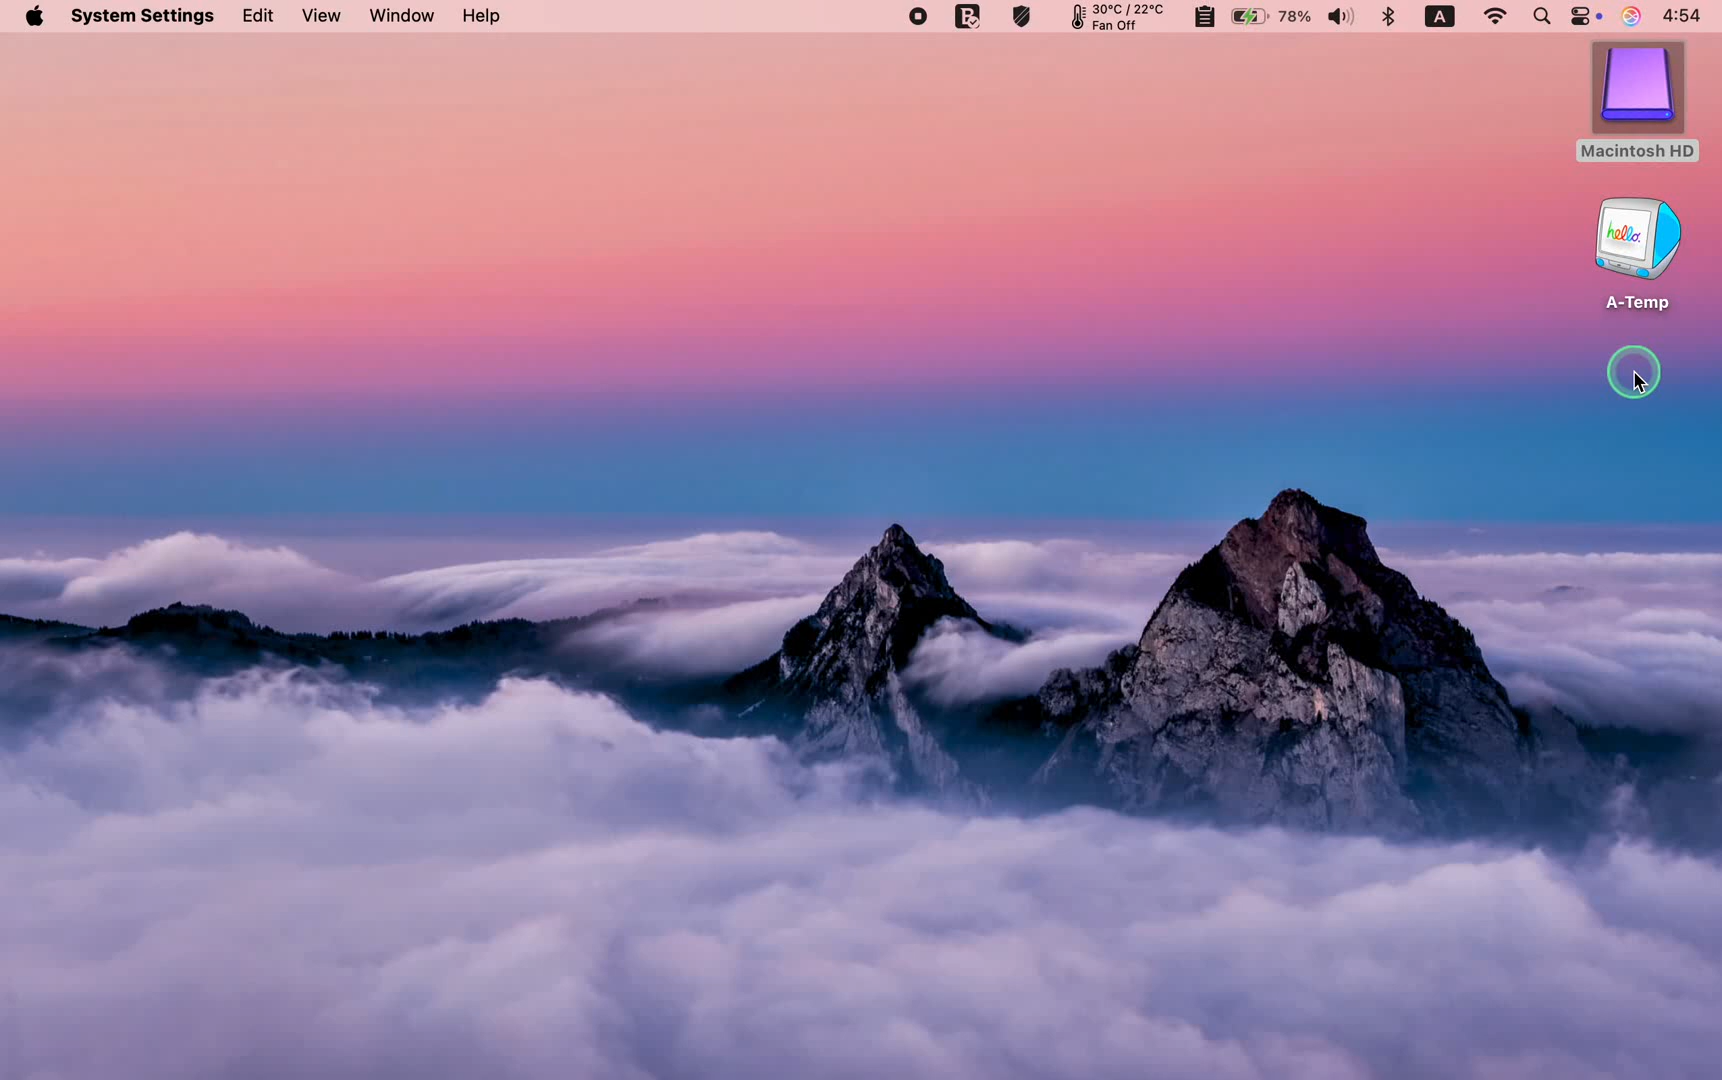 System Settings Edit View Window Help 30°C / 22°C 78% A 4:54
Fan Off
Macintosh HD
hello.
A-Temp